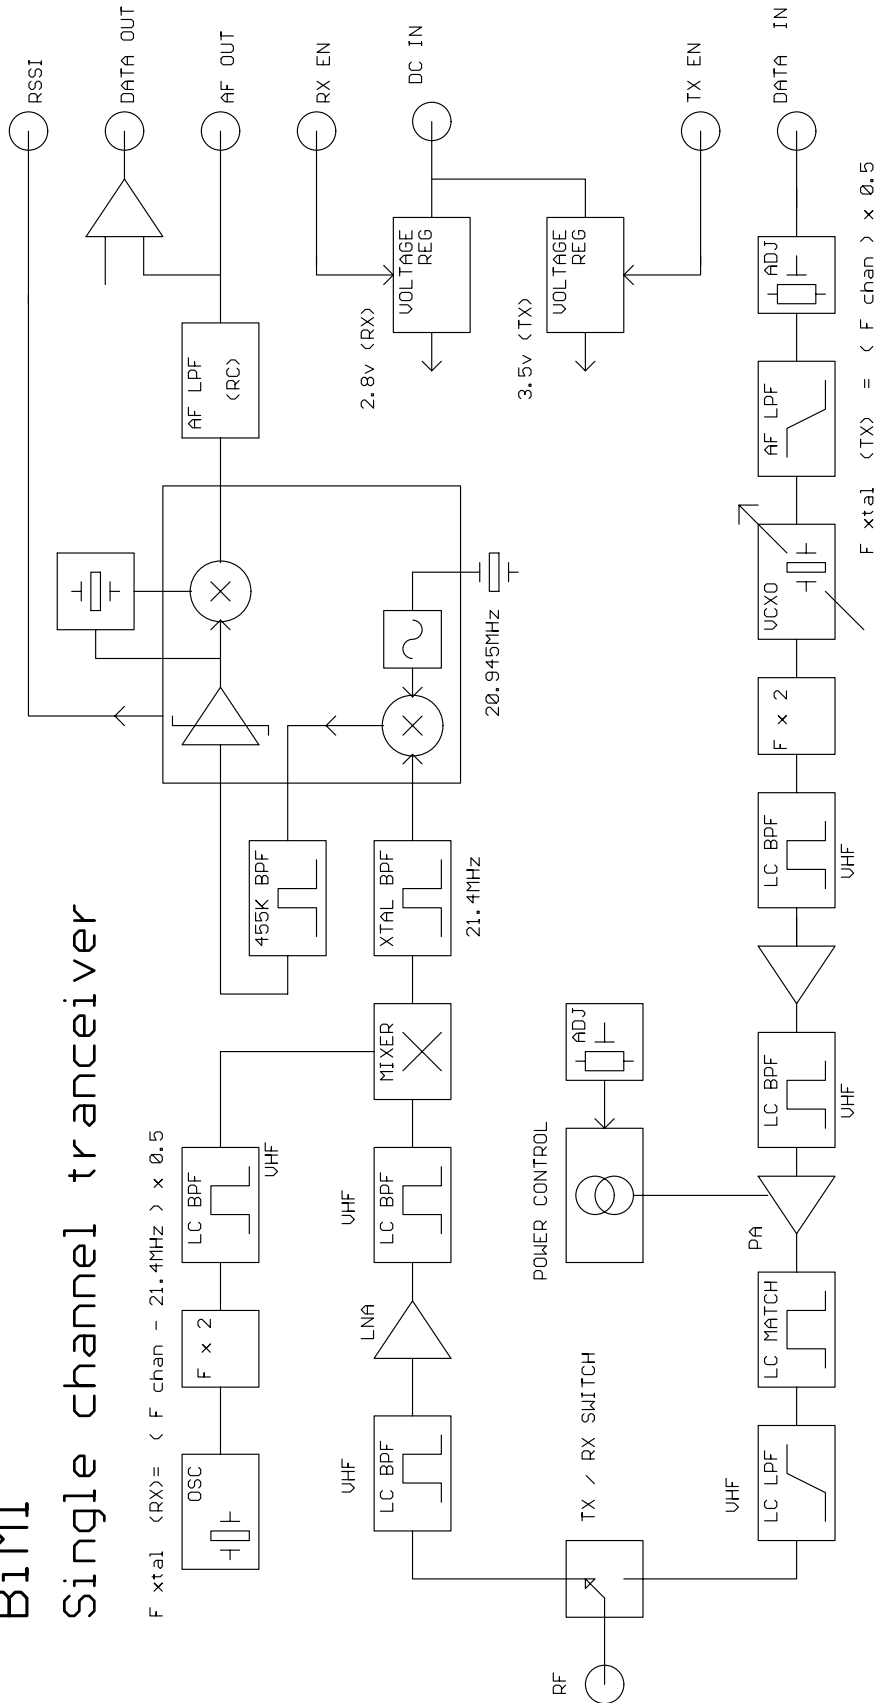 BiM1
Single channel tranceiver
F xtal (RX)= ( F chan - 21.4MHz ) x 0.5
OSC
F x 2
LC BPF
VHF
455K BPF
AF LPF
(RC)
RSSI
DATA OUT
AF OUT
RX EN
DC IN
TX EN
DATA IN
VHF
LC BPF
LNA
VHF
LC BPF
MIXER
XTAL BPF
21.4MHz
20.945MHz
2.8v (RX)
VOLTAGE
REG
3.5v (TX)
VOLTAGE
REG
RF
TX / RX SWITCH
POWER CONTROL
ADJ
VHF
LC LPF
LC MATCH
PA
LC BPF
VHF
LC BPF
VHF
F x 2
VCXO
AF LPF
ADJ
F xtal (TX) = ( F chan ) x 0.5